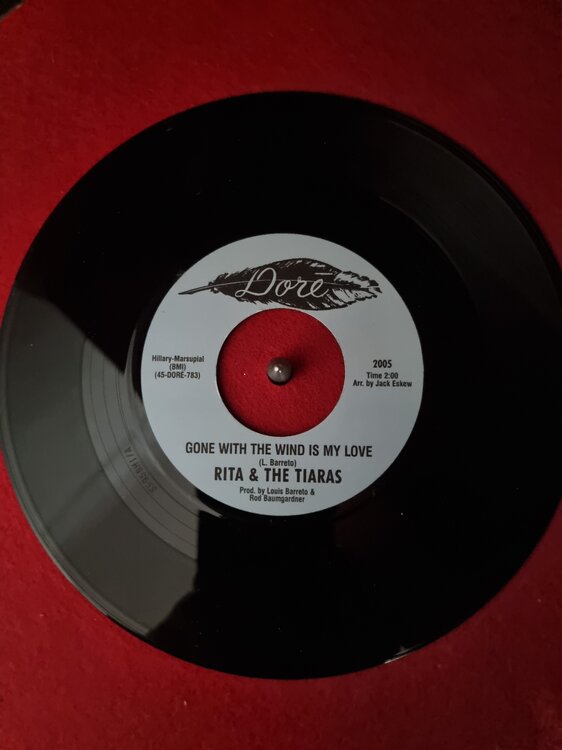 Doré
Hillary-Marsupial
(BMI)
(45-DORE-783)
2005
Time 2:00
Arr. by Jack Eskew
GONE WITH THE WIND IS MY LOVE
(L. Barreto)
RITA & THE TIARAS
Prod. by Louis Barreto &
Rod Baumgardner